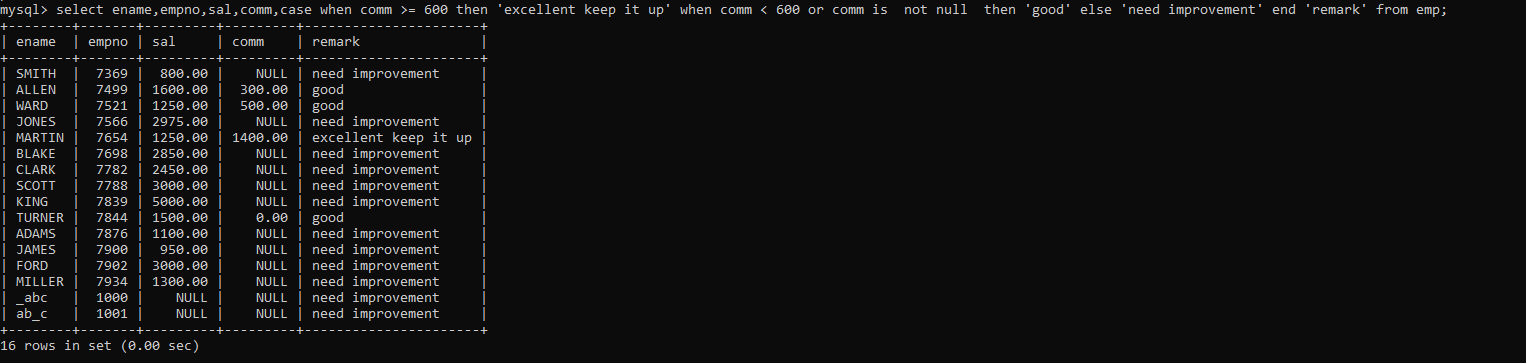 mysql> select ename,empno,sal,comm,case when comm >= 600 then 'excellent keep it up' when comm < 600 or comm is  not null  then 'good' else 'need improvement' end 'remark' from emp;
+--------+-------+---------+---------+----------------------+
| ename  | empno | sal     | comm    | remark               |
+--------+-------+---------+---------+----------------------+
| SMITH  |  7369 |  800.00 |    NULL | need improvement     |
| ALLEN  |  7499 | 1600.00 |  300.00 | good                 |
| WARD   |  7521 | 1250.00 |  500.00 | good                 |
| JONES  |  7566 | 2975.00 |    NULL | need improvement     |
| MARTIN |  7654 | 1250.00 | 1400.00 | excellent keep it up |
| BLAKE  |  7698 | 2850.00 |    NULL | need improvement     |
| CLARK  |  7782 | 2450.00 |    NULL | need improvement     |
| SCOTT  |  7788 | 3000.00 |    NULL | need improvement     |
| KING   |  7839 | 5000.00 |    NULL | need improvement     |
| TURNER |  7844 | 1500.00 |    0.00 | good                 |
| ADAMS  |  7876 | 1100.00 |    NULL | need improvement     |
| JAMES  |  7900 |  950.00 |    NULL | need improvement     |
| FORD   |  7902 | 3000.00 |    NULL | need improvement     |
| MILLER |  7934 | 1300.00 |    NULL | need improvement     |
| _abc   |  1000 |    NULL |    NULL | need improvement     |
| ab_c   |  1001 |    NULL |    NULL | need improvement     |
+--------+-------+---------+---------+----------------------+
16 rows in set (0.00 sec)